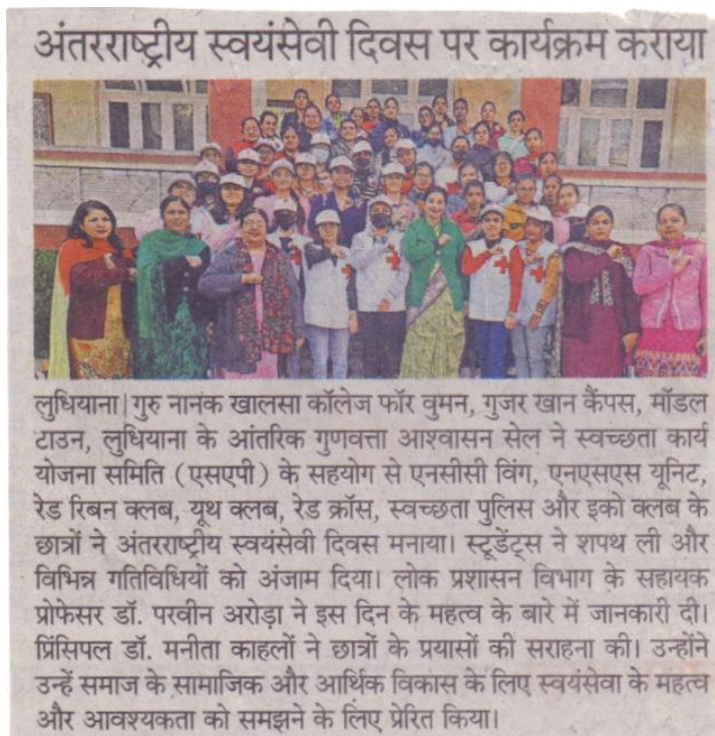 अंतरराष्ट्रीय स्वयंसेवी दिवस पर कार्यक्रम कराया
लुधियाना|गुरु नानक खालसा कॉलेज फॉर वुमन, गुजर खान कैंपस, मॉडल
टाउन, लुधियाना के आंतरिक गुणवत्ता आश्वासन सेल ने स्वच्छता कार्य
योजना समिति (एसएपी) के सहयोग से एनसीसी विंग, एनएसएस यूनिट,
रेड रिबन क्लब, यूथ क्लब, रेड क्रॉस, स्वच्छता पुलिस और इको क्लब के
छात्रों ने अंतरराष्ट्रीय स्वयंसेवी दिवस मनाया। स्टूडेंट्स ने शपथ ली और
विभिन्न गतिविधियों को अंजाम दिया। लोक प्रशासन विभाग के सहायक
प्रोफेसर डॉ. परवीन अरोड़ा ने इस दिन के महत्व के बारे में जानकारी दी।
प्रिंसिपल डॉ. मनीता काहलों ने छात्रों के प्रयासों की सराहना की। उन्होंने
उन्हें समाज के सामाजिक और आर्थिक विकास के लिए स्वयंसेवा के महत्व
और आवश्यकता को समझने के लिए प्रेरित किया।